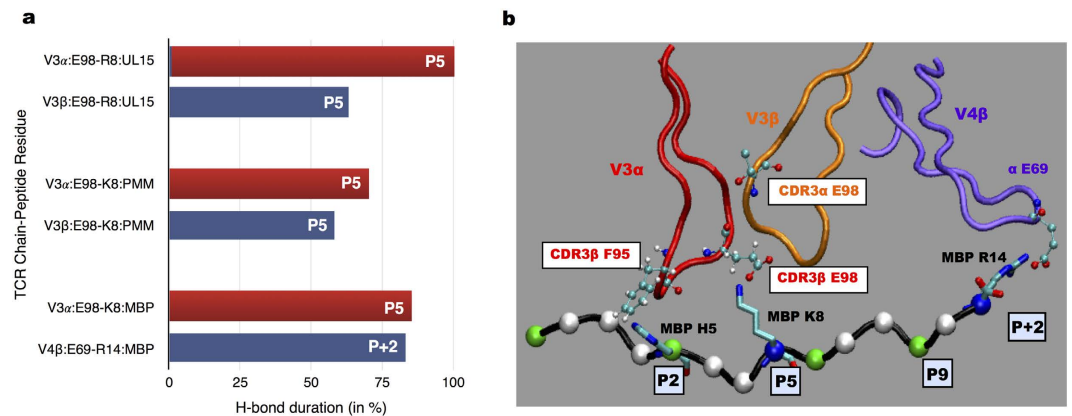 a
TCR Chain-Peptide Residue
V3α:E98-R8:UL15
P5
V3β:E98-R8:UL15
P5
V3α:E98-K8:PMM
P5
V3β:E98-K8:PMM
P5
V3α:E98-K8:MBP
P5
V4β:E69-R14:MBP
P+2
0
25
50
75
100
H-bond duration (in %)
b
V3α
V3β
V4β
α E69
CDR3α E98
CDR3β F95
CDR3β E98
MBP R14
MBP H5
MBP K8
P2
P5
P9
P+2